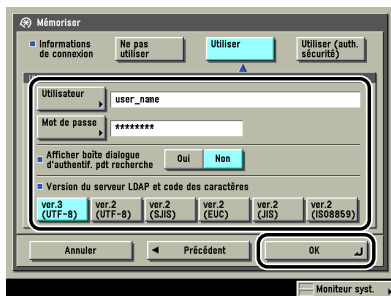 Mémoriser
Informations de connexion
Ne pas utiliser
Utiliser
Utiliser (auth. sécurité)
Utilisateur
user_name
Mot de passe
********
Afficher boîte dialogue d'authentif. pdt recherche
Oui
Non
Version du serveur LDAP et code des caractères
ver.3 (UTF-8)
ver.2 (UTF-8)
ver.2 (SJIS)
ver.2 (EUC)
ver.2 (JIS)
ver.2 (ISO8859)
Annuler
Précédent
OK
Moniteur syst.